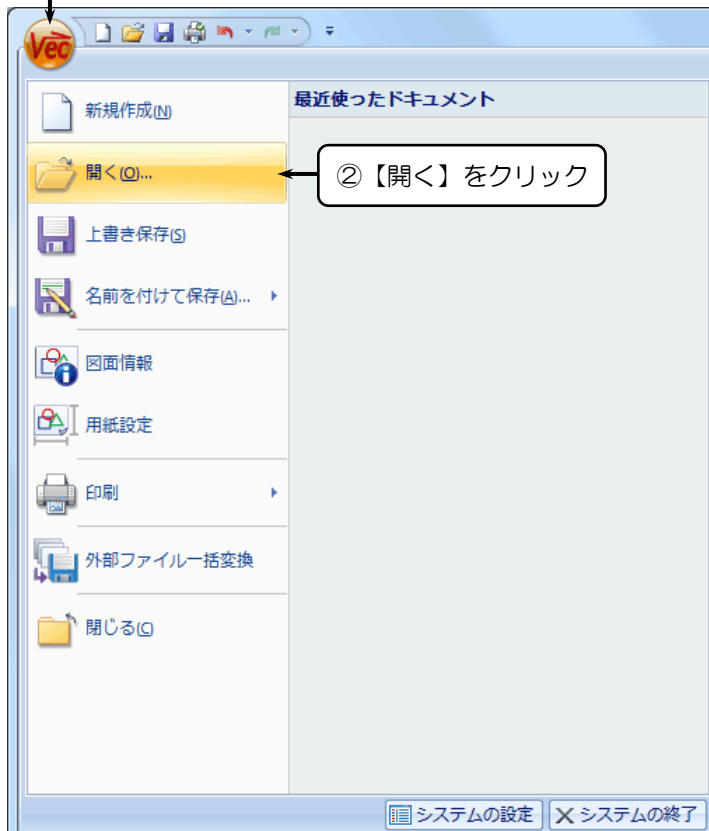 Vec
最近使ったドキュメント
新規作成(N)
開く(O)...
②【開く】をクリック
上書き保存(S)
名前を付けて保存(A)...
図面情報
用紙設定
印刷
外部ファイル一括変換
閉じる(C)
システムの設定
システムの終了